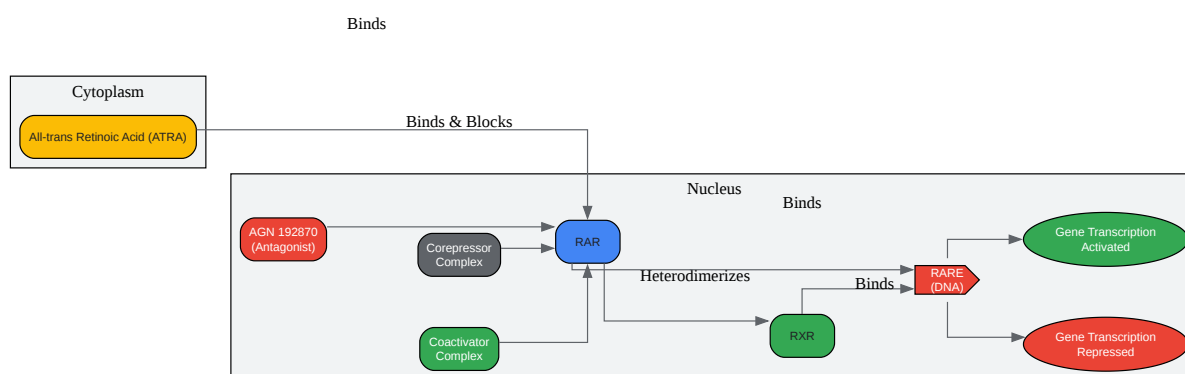 Binds
Cytoplasm
All-trans Retinoic Acid (ATRA)
Binds & Blocks
Nucleus
Binds
AGN 192870
(Antagonist)
Corepressor
Complex
RAR
Gene Transcription
Activated
Heterodimerizes
Binds
RARE
(DNA)
Coactivator
Complex
RXR
Gene Transcription
Repressed